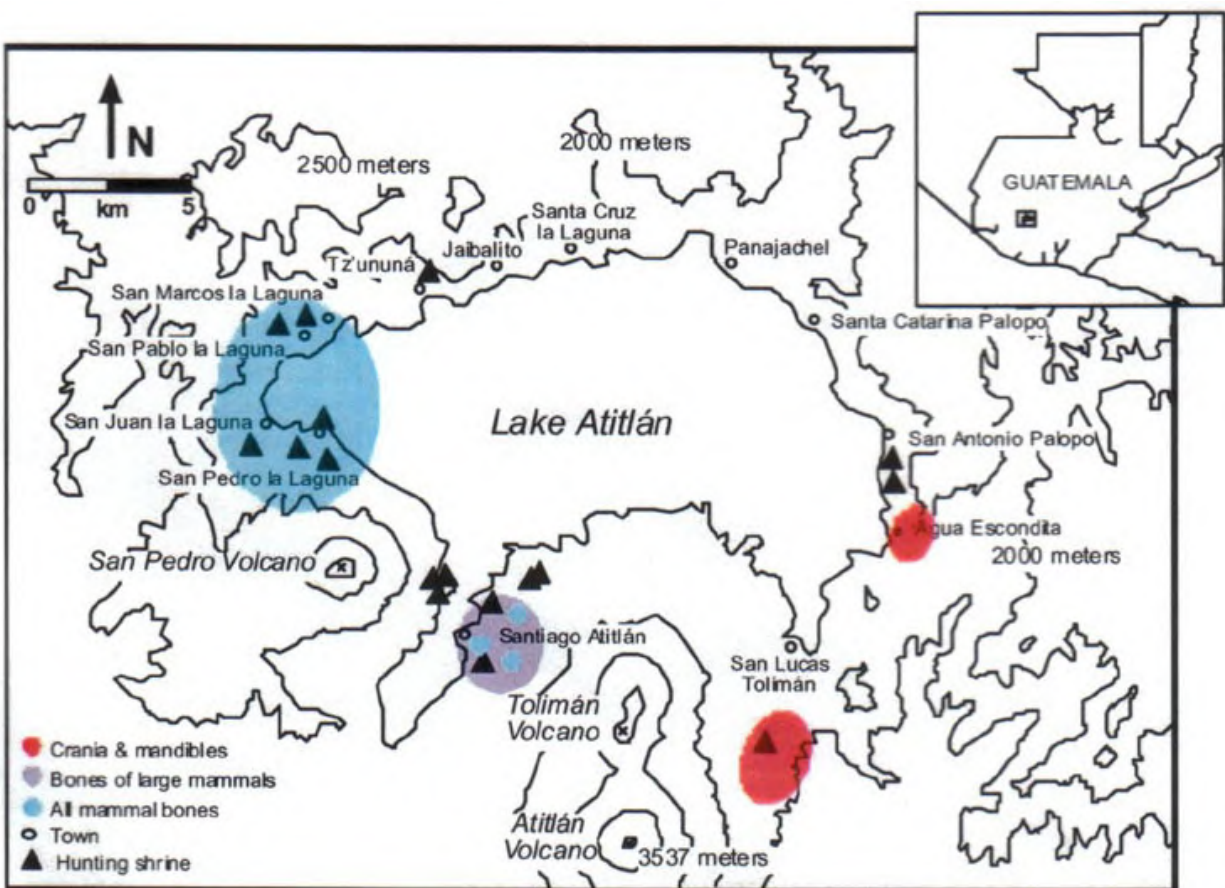 N
0 km 5
2500 meters
2000 meters
GUATEMALA
Santa Cruz
la Laguna
Jaibalito
Tz'ununá
Panajachel
San Marcos la Laguna
Santa Catarina Palopo
San Pablo la Laguna
San Juan la Laguna
Lake Atitlán
San Antonio Palopo
San Pedro la Laguna
Agua Escondita
2000 meters
San Pedro Volcano
Santiago Atitlán
San Lucas
Tolimán
Tolimán
Volcano
Atitlán
Volcano
3537 meters
Crania & mandibles
Bones of large mammals
All mammal bones
Town
Hunting shrine